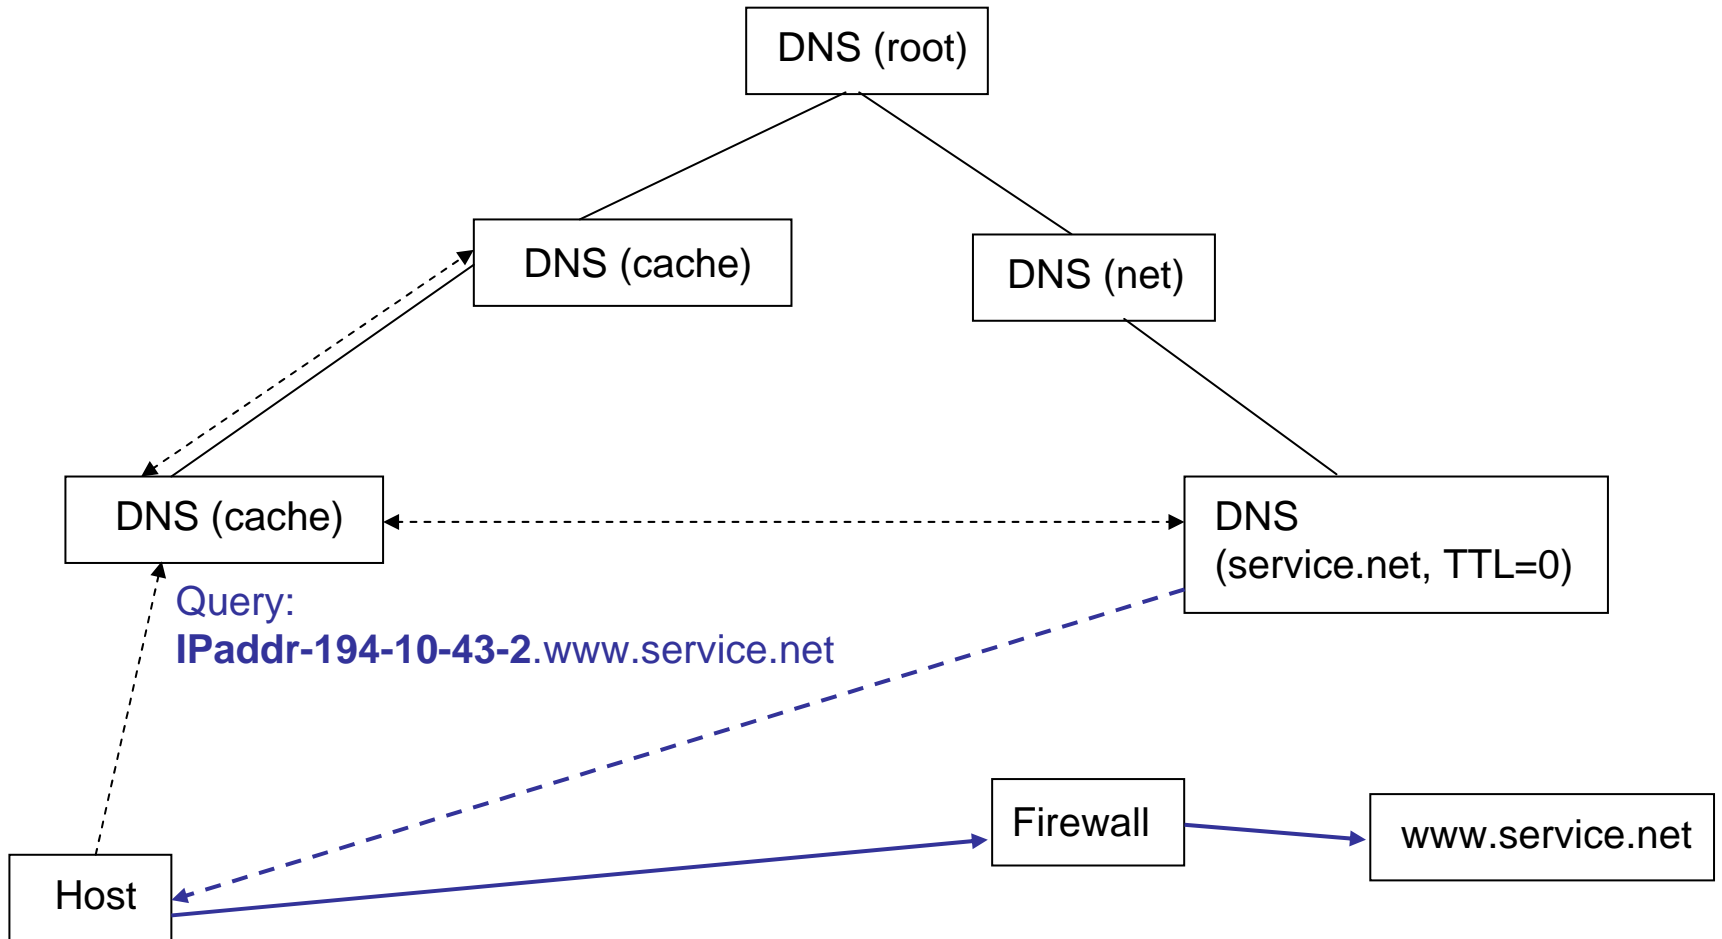 DNS (root)
DNS (cache)
DNS (net)
DNS (cache)
DNS
(service.net, TTL=0)
Query:
IPaddr-194-10-43-2.www.service.net
Firewall
www.service.net
Host